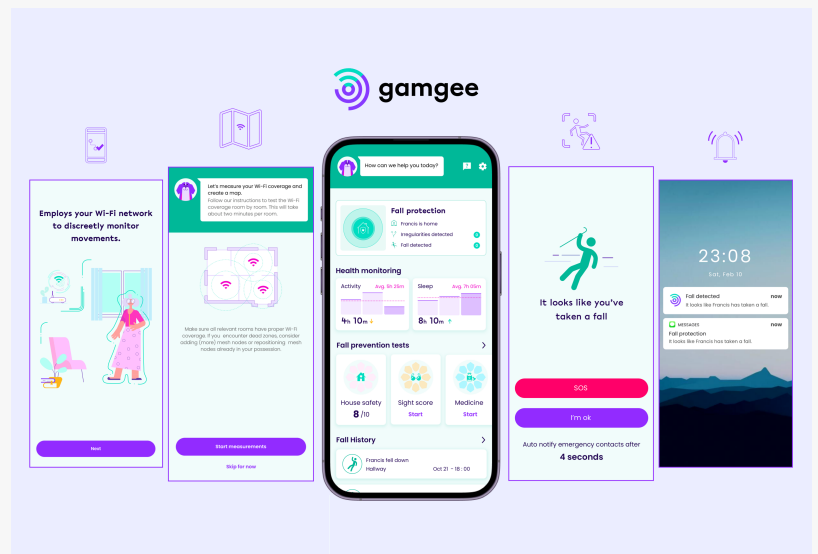 gamgee
Employs your Wi-Fi network
to discreetly monitor
movements.
Next
Let's measure your Wi-Fi coverage and
create a map.
Follow our instructions to test the Wi-Fi
coverage room by room. This will take
about two minutes per room.
Make sure all relevant rooms have proper Wi-Fi
coverage. If you encounter dead zones, consider
adding (more) mesh nodes or repositioning mesh
nodes already in your possession.
Start measurements
Skip for now
How can we help you today?
Fall protection
Francis is home
Irregularities detected
0
Fall detected
0
Health monitoring
Activity Avg. 5h 25m
4h 10m ↓
Sleep Avg. 7h 05m
8h 10m ↑
Fall prevention tests
House safety
8 /10
Sight score
Start
Medicine
Start
Fall History
Francis fell down
Hallway Oct 21 - 18:00
It looks like you've
taken a fall
SOS
I'm ok
Auto notify emergency contacts after
4 seconds
23:08
Sat, Feb 10
Fall detected now
It looks like Francis has taken a fall.
MESSAGES now
Fall protection
It looks like Francis has taken a fall.